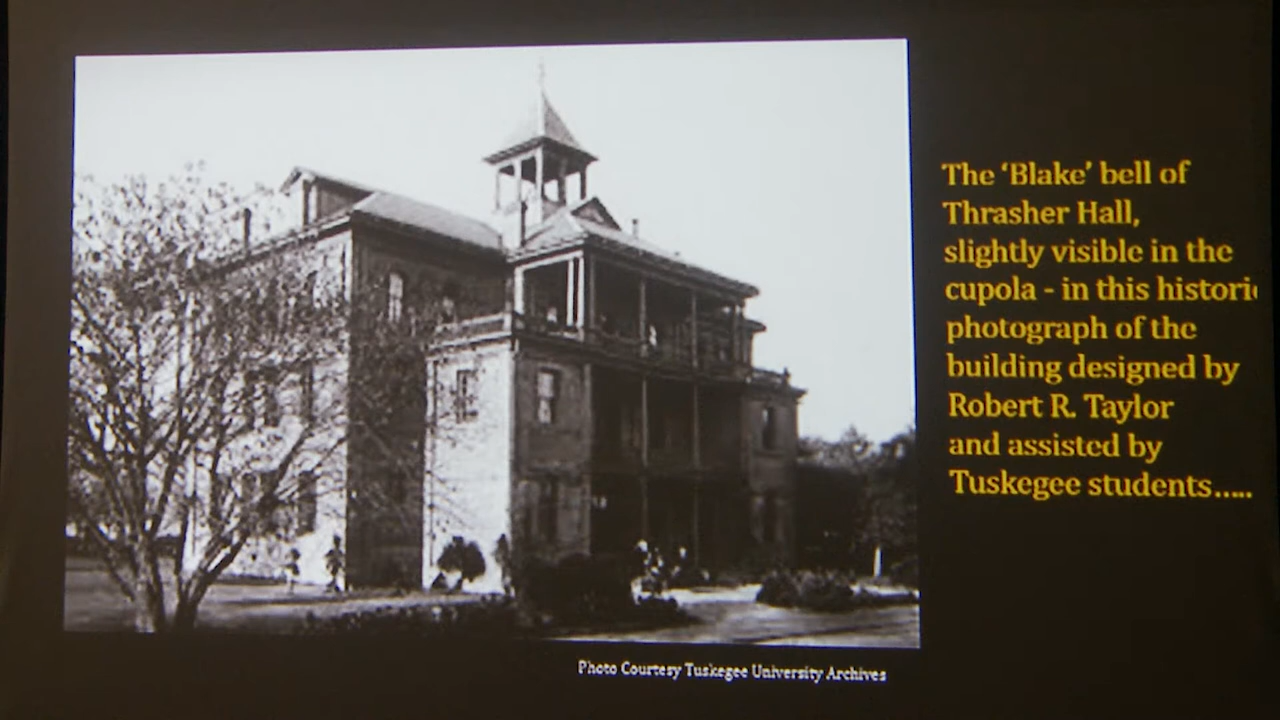 The ‘Blake’ bell of
Thrasher Hall,
slightly visible in the
cupola - in this histori
photograph of the
building designed by
Robert R. Taylor
and assisted by
Tuskegee students…..
Photo Courtesy Tuskegee University Archives